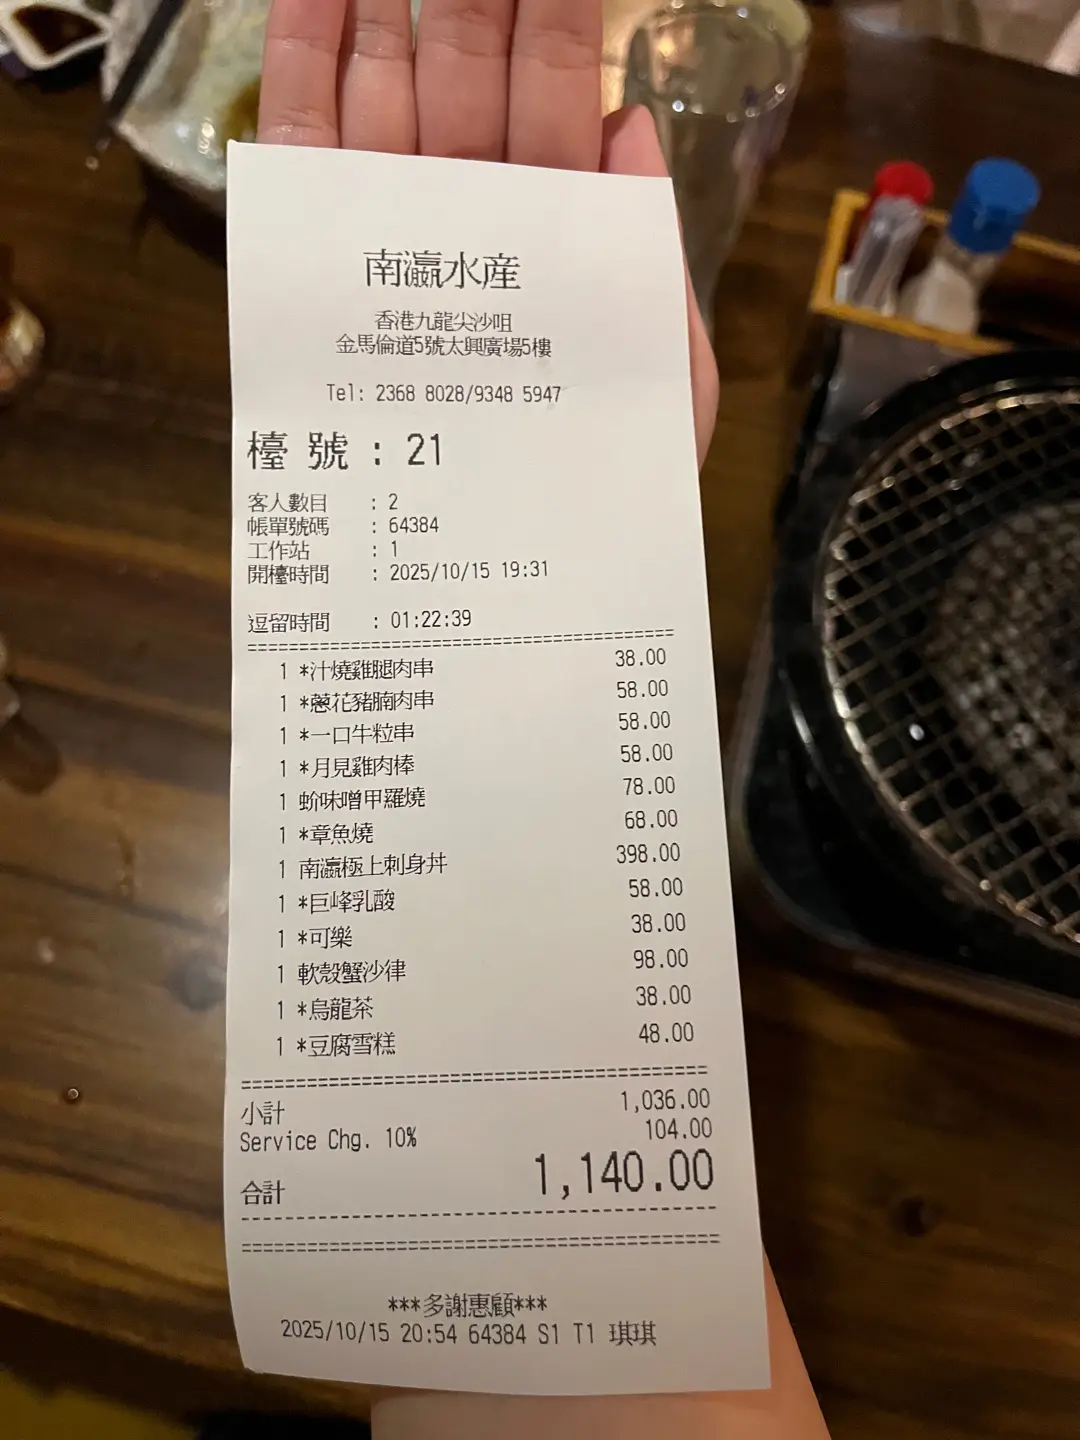 南瀛水産
香港九龍尖沙咀
金馬倫道5號太興廣場5樓
Tel: 2368 8028/9348 5947
檯 號 : 21
客人數目 : 2
帳單號碼 : 64384
工作站 : 1
開檯時間 : 2025/10/15 19:31
逗留時間 : 01:22:39
1 *汁燒雞腿肉串 38.00
1 *蔥花豬腩肉串 58.00
1 *一口牛粒串 58.00
1 *月見雞肉棒 58.00
1 蚧味噌甲羅燒 78.00
1 *章魚燒 68.00
1 南瀛極上刺身丼 398.00
1 *巨峰乳酸 58.00
1 *可樂 38.00
1 軟殼蟹沙律 98.00
1 *烏龍茶 38.00
1 *豆腐雪糕 48.00
小計 1,036.00
Service Chg. 10% 104.00
合計 1,140.00
***多謝惠顧***
2025/10/15 20:54 64384 S1 T1 琪琪